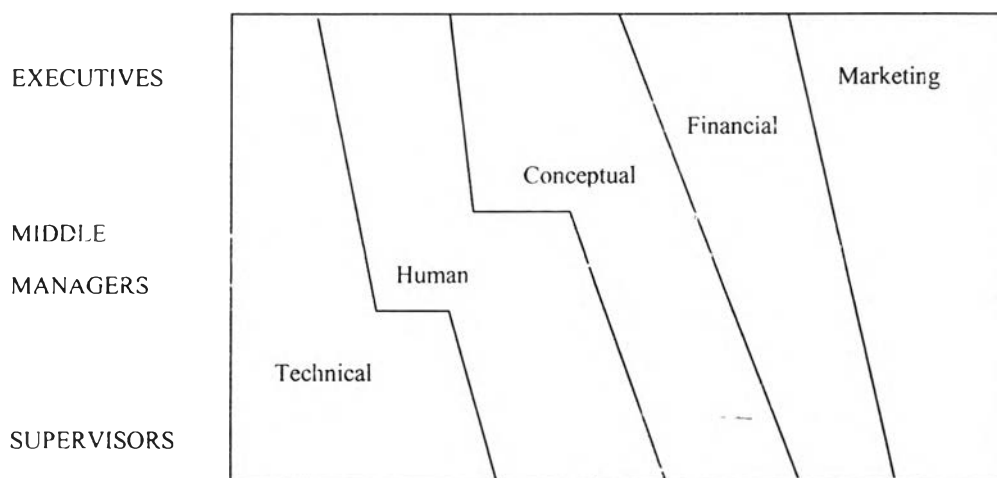 EXECUTIVES
Marketing
Financial
Conceptual
MIDDLE
MANAGERS
Human
Technical
SUPERVISORS